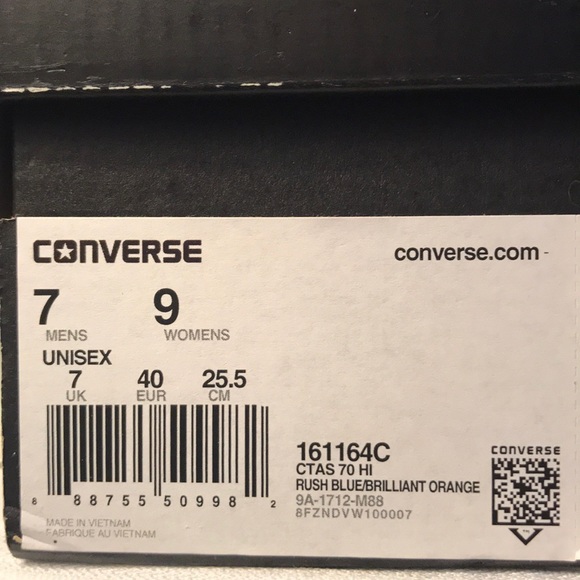 CONVERSE
converse.com
7 9
MENS WOMENS
UNISEX
7 40 25.5
UK EUR CM
8 88755 50998 2
161164C
CTAS 70 HI
RUSH BLUE/BRILLIANT ORANGE
9A-1712-M88
8FZNDVW100007
CONVERSE
MADE IN VIETNAM
FABRIQUE AU VIETNAM